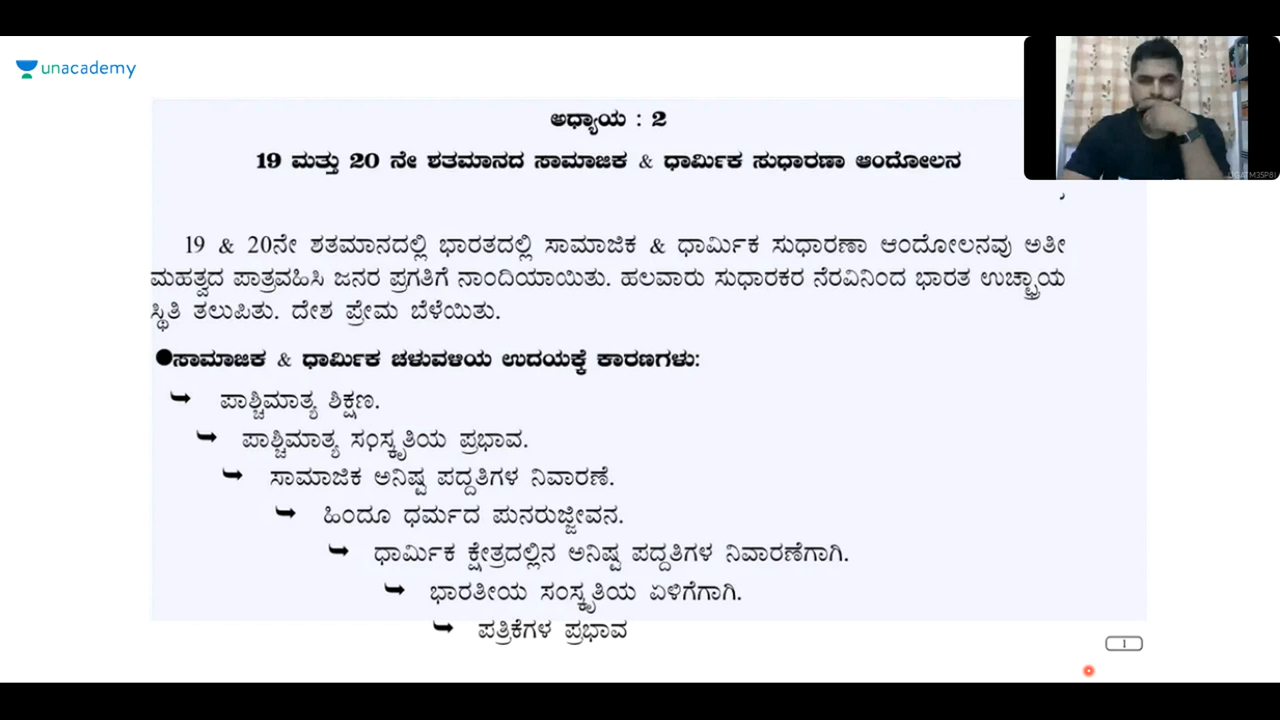 unacademy
ಅಧ್ಯಾಯ : 2
19 ಮತ್ತು 20 ನೇ ಶತಮಾನದ ಸಾಮಾಜಿಕ & ಧಾರ್ಮಿಕ ಸುಧಾರಣಾ ಆಂದೋಲನ
19 & 20ನೇ ಶತಮಾನದಲ್ಲಿ ಭಾರತದಲ್ಲಿ ಸಾಮಾಜಿಕ & ಧಾರ್ಮಿಕ ಸುಧಾರಣಾ ಆಂದೋಲನವು ಅತೀ
ಮಹತ್ವದ ಪಾತ್ರವಹಿಸಿ ಜನರ ಪ್ರಗತಿಗೆ ನಾಂದಿಯಾಯಿತು. ಹಲವಾರು ಸುಧಾರಕರ ನೆರವಿನಿಂದ ಭಾರತ ಉಚ್ಛ್ರಾಯ
ಸ್ಥಿತಿ ತಲುಪಿತು. ದೇಶ ಪ್ರೇಮ ಬೆಳೆಯಿತು.
●ಸಾಮಾಜಿಕ & ಧಾರ್ಮಿಕ ಚಳುವಳಿಯ ಉದಯಕ್ಕೆ ಕಾರಣಗಳು:
➥ ಪಾಶ್ಚಿಮಾತ್ಯ ಶಿಕ್ಷಣ.
➥ ಪಾಶ್ಚಿಮಾತ್ಯ ಸಂಸ್ಕೃತಿಯ ಪ್ರಭಾವ.
➥ ಸಾಮಾಜಿಕ ಅನಿಷ್ಟ ಪದ್ದತಿಗಳ ನಿವಾರಣೆ.
➥ ಹಿಂದೂ ಧರ್ಮದ ಪುನರುಜ್ಜೀವನ.
➥ ಧಾರ್ಮಿಕ ಕ್ಷೇತ್ರದಲ್ಲಿನ ಅನಿಷ್ಟ ಪದ್ದತಿಗಳ ನಿವಾರಣೆಗಾಗಿ.
➥ ಭಾರತೀಯ ಸಂಸ್ಕೃತಿಯ ಏಳಿಗೆಗಾಗಿ.
➥ ಪತ್ರಿಕೆಗಳ ಪ್ರಭಾವ
1